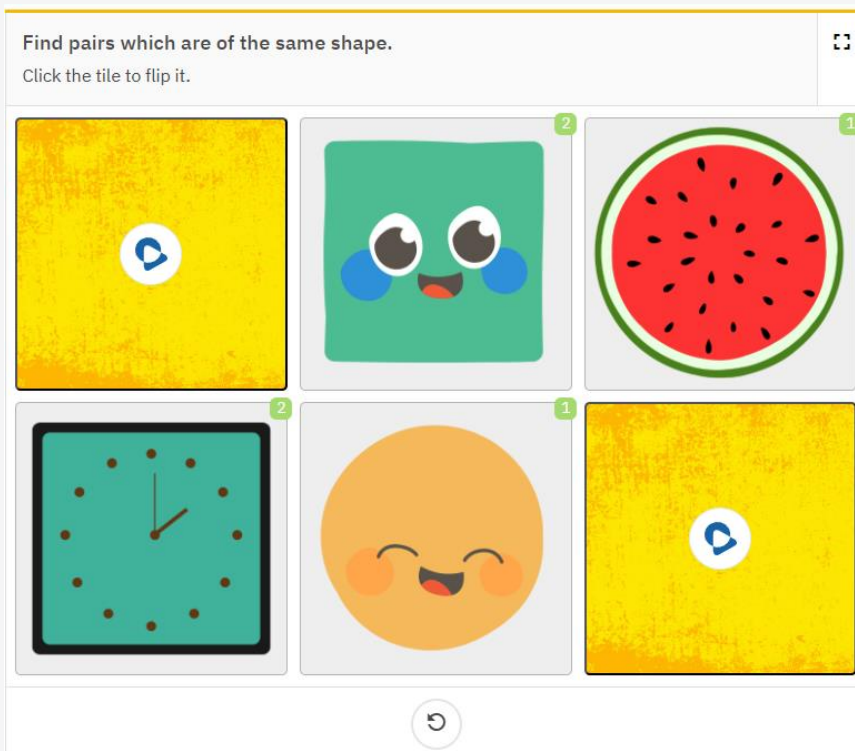 Find pairs which are of the same shape.
Click the tile to flip it.
2
1
2
1